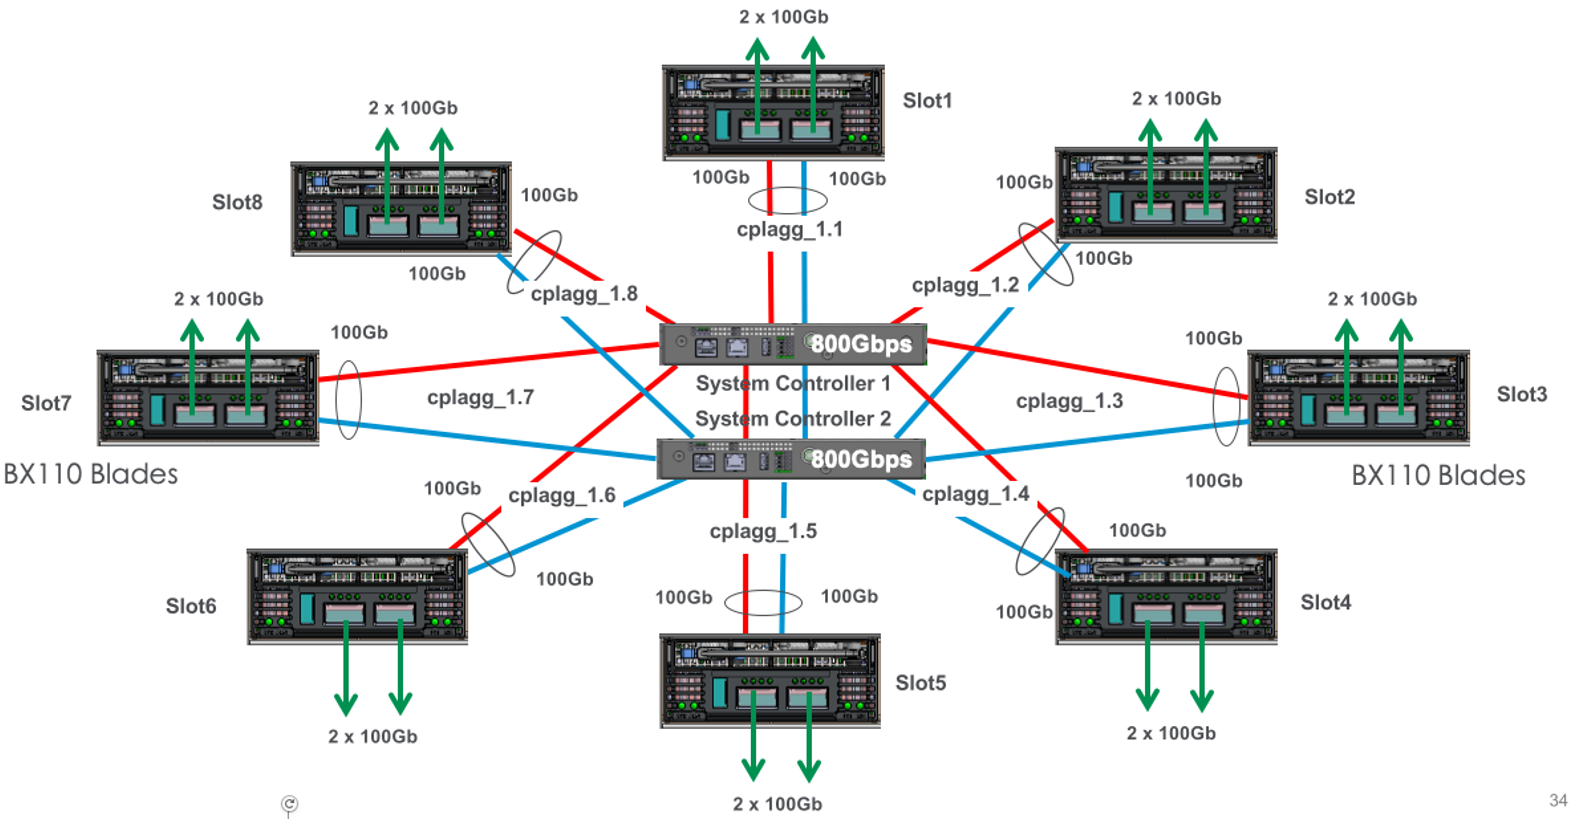 2 x 100Gb
Slot1
100Gb
100Gb
cplagg_1.1
2 x 100Gb
Slot8
100Gb
100Gb
cplagg_1.8
2 x 100Gb
Slot2
100Gb
100Gb
cplagg_1.2
2 x 100Gb
Slot7
100Gb
cplagg_1.7
BX110 Blades
800Gbps
System Controller 1
System Controller 2
800Gbps
2 x 100Gb
100Gb
Slot3
cplagg_1.3
100Gb
BX110 Blades
100Gb
cplagg_1.6
100Gb
Slot6
2 x 100Gb
cplagg_1.5
100Gb
100Gb
Slot5
2 x 100Gb
cplagg_1.4
100Gb
100Gb
Slot4
2 x 100Gb
34